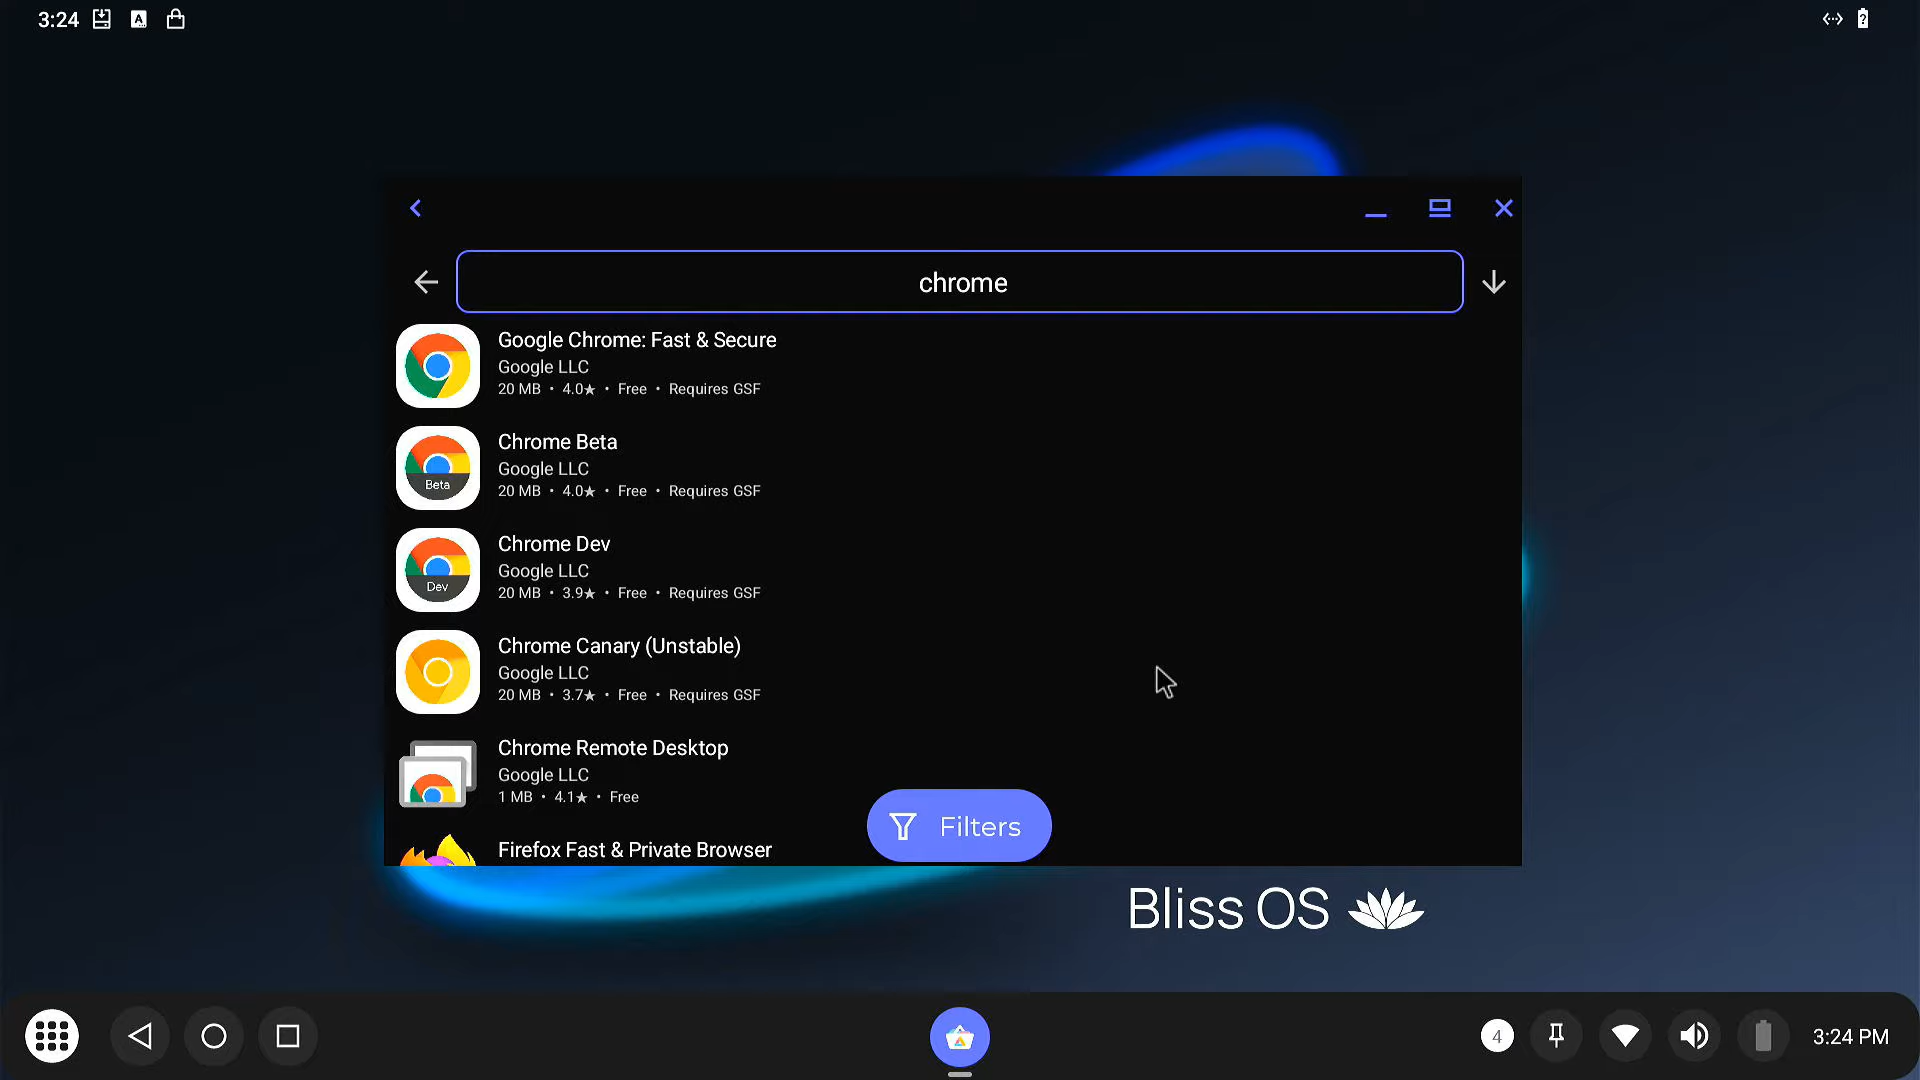 3:24
chrome
Google Chrome: Fast & Secure
Google LLC
20 MB • 4.0★ • Free • Requires GSF
Beta
Chrome Beta
Google LLC
20 MB • 4.0★ • Free • Requires GSF
Dev
Chrome Dev
Google LLC
20 MB • 3.9★ • Free • Requires GSF
Chrome Canary (Unstable)
Google LLC
20 MB • 3.7★ • Free • Requires GSF
Chrome Remote Desktop
Google LLC
1 MB • 4.1★ • Free
Filters
Firefox Fast & Private Browser
Bliss OS
4
3:24 PM